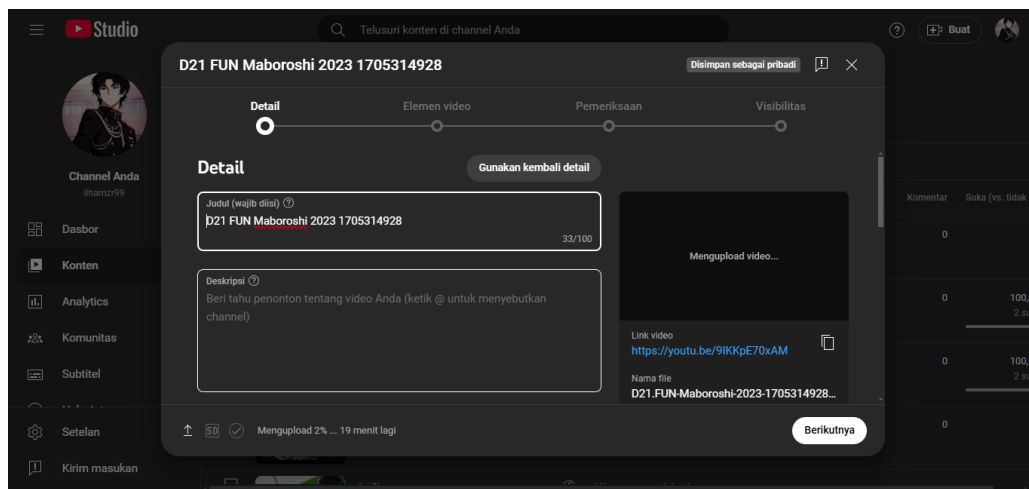 Studio
Telusuri konten di channel Anda
Buat
D21 FUN Maboroshi 2023 1705314928
Disimpan sebagai pribadi
Detail
Elemen video
Pemeriksaan
Visibilitas
Channel Anda
ilhamzr99
Dasbor
Konten
Analytics
Komunitas
Subtitel
Setelan
Kirim masukan
Detail
Gunakan kembali detail
Judul (wajib diisi)
D21 FUN Maboroshi 2023 1705314928
33/100
Deskripsi
Beri tahu penonton tentang video Anda (ketik @ untuk menyebutkan
channel)
Mengupload video...
Link video
https://youtu.be/9IKKpE70xAM
Nama file
D21.FUN-Maboroshi-2023-1705314928...
SD
Mengupload 2% ... 19 menit lagi
Berikutnya
Komentar
Suka (vs. tidak
0
0
100,
2 su
0
100,
2 su
0